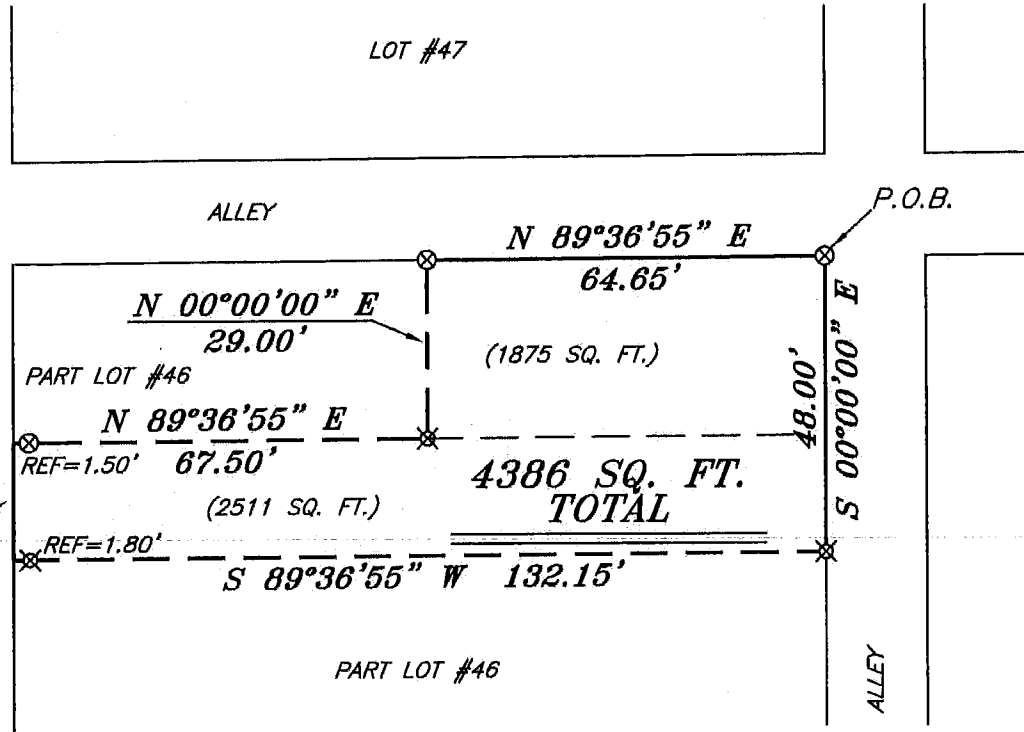 LOT #47
P.O.B.
ALLEY
N 89°36'55" E
64.65'
N 00°00'00" E
29.00'
(1875 SQ. FT.)
48.00'
S 00°00'00" E
PART LOT #46
N 89°36'55" E
REF=1.50'
67.50'
4386 SQ. FT.
TOTAL
(2511 SQ. FT.)
REF=1.80'
S 89°36'55" W 132.15'
PART LOT #46
ALLEY